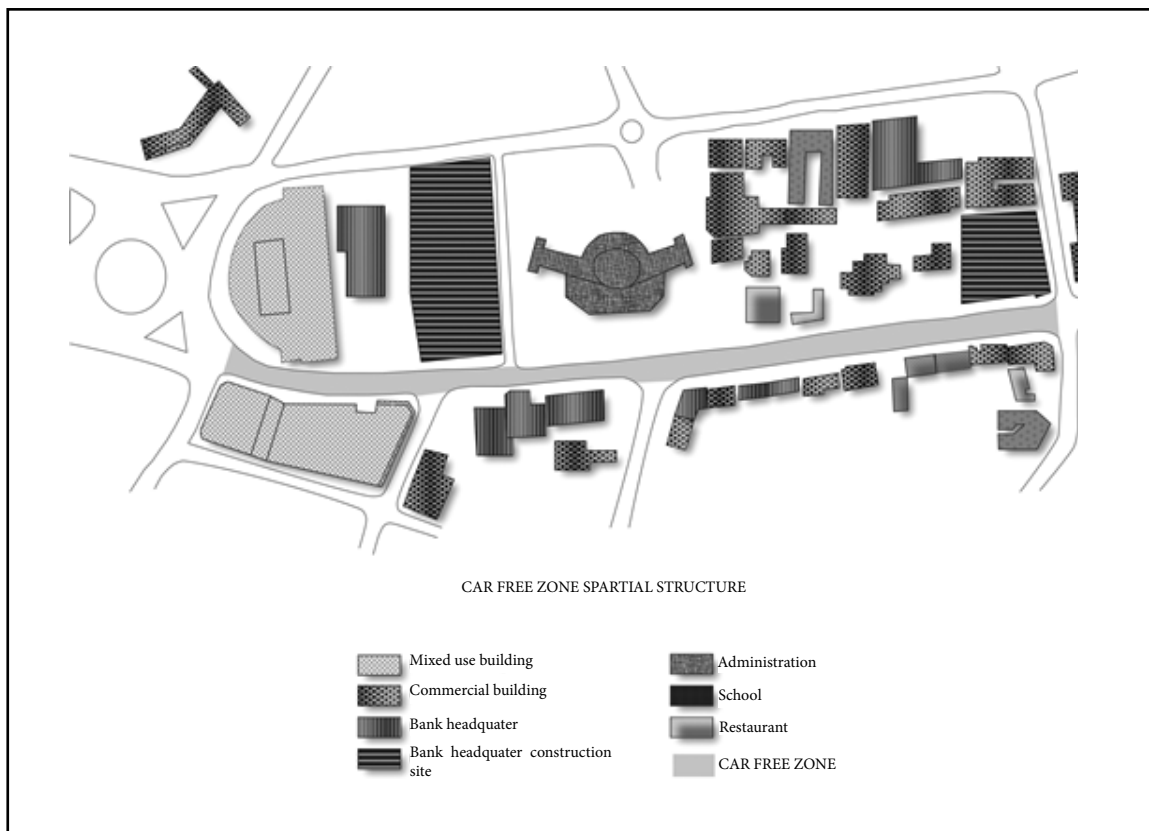 CAR FREE ZONE SPARTIAL STRUCTURE
Mixed use building
Commercial building
Bank headquater
Bank headquater construction
site
Administration
School
Restaurant
CAR FREE ZONE